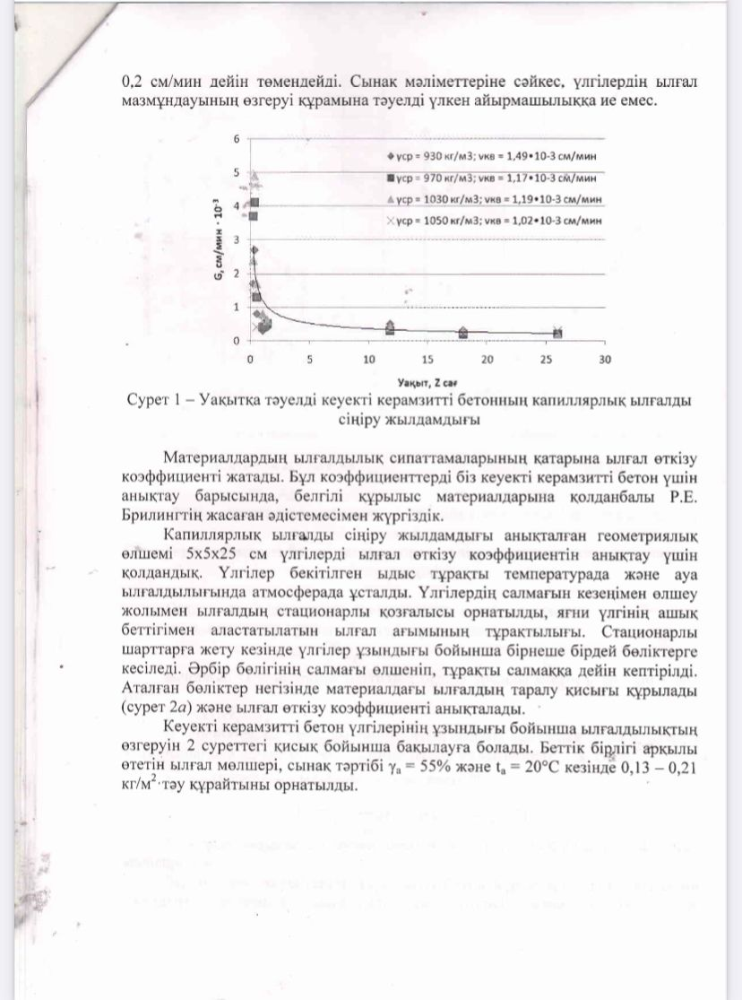 0,2 см/мин дейін төмендейді. Сынак мәліметтеріне сәйкес, үлгілердің ылғал
мазмұндауының өзгеруі құрамына тәуелді үлкен айырмашылыққа ие емес.
6
5
4
3
2
1
0
G, см/мин · 10⁻³
γср = 930 кг/м3; νкв = 1,49•10-3 см/мин
γср = 970 кг/м3; νкв = 1,17•10-3 см/мин
γср = 1030 кг/м3; νкв = 1,19•10-3 см/мин
γср = 1050 кг/м3; νкв = 1,02•10-3 см/мин
0 5 10 15 20 25 30
Уақыт, Z сағ
Сурет 1 – Уақытқа тәуелді кеуекті керамзитті бетонның капиллярлық ылғалды
сіңіру жылдамдығы
Материалдардың ылғалдылық сипаттамаларының қатарына ылғал өткізу
коэффициенті жатады. Бұл коэффициенттерді біз кеуекті керамзитті бетон үшін
анықтау барысында, белгілі құрылыс материалдарына қолданбалы Р.Е.
Брилингтің жасаған әдістемесімен жүргіздік.
Капиллярлық ылғалды сіңіру жылдамдығы анықталған геометриялық
өлшемі 5х5х25 см үлгілерді ылғал өткізу коэффициентін анықтау үшін
қолдандық. Үлгілер бекітілген ыдыс тұрақты температурада және ауа
ылғалдылығында атмосферада ұсталды. Үлгілердің салмағын кезеңімен өлшеу
жолымен ылғалдың стационарлы қозғалысы орнатылды, яғни үлгінің ашық
беттігімен аластатылатын ылғал ағымының тұрақтылығы. Стационарлы
шарттарға жету кезінде үлгілер ұзындығы бойынша бірнеше бірдей бөліктерге
кесіледі. Әрбір бөлігінің салмағы өлшеніп, тұрақты салмаққа дейін кептірілді.
Аталған бөліктер негізінде материалдағы ылғалдың таралу қисығы құрылады
(сурет 2а) және ылғал өткізу коэффициенті анықталады.
Кеуекті керамзитті бетон үлгілерінің ұзындығы бойынша ылғалдылықтың
өзгеруін 2 суреттегі қисық бойынша бақылауға болады. Беттік бірлігі арқылы
өтетін ылғал мөлшері, сынақ тәртібі γₐ = 55% және tₐ = 20°С кезінде 0,13 – 0,21
кг/м²·тәу құрайтыны орнатылды.